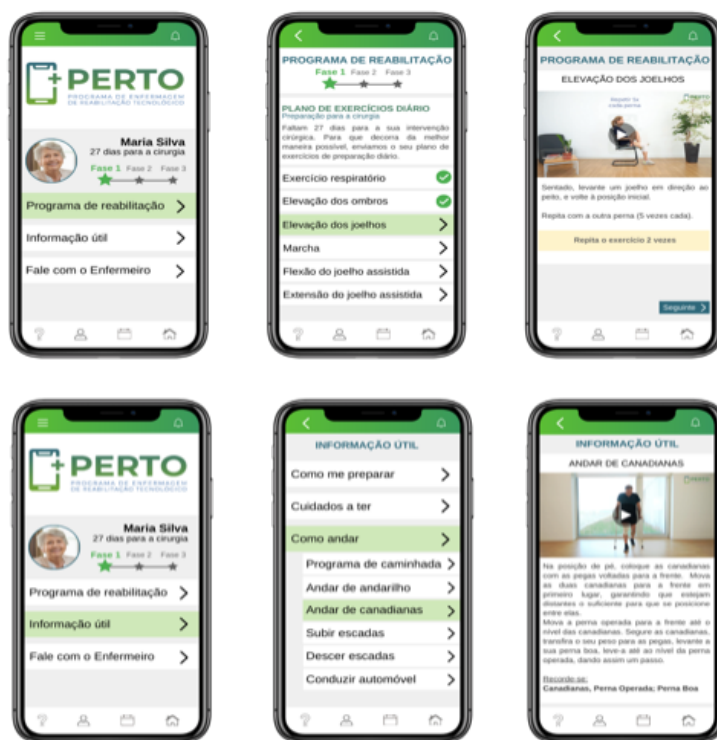 +PERTO
PROGRAMA DE ENFERMAGEM
DE REABILITAÇÃO TECNOLÓGICO
Maria Silva
27 dias para a cirurgia
Fase 1 Fase 2 Fase 3
Programa de reabilitação
Informação útil
Fale com o Enfermeiro
PROGRAMA DE REABILITAÇÃO
Fase 1 Fase 2 Fase 3
PLANO DE EXERCÍCIOS DIÁRIO
Preparação para a cirurgia
Faltam 27 dias para a sua intervenção
cirúrgica. Para que decorra da melhor
maneira possível, enviamos o seu plano de
exercícios de preparação diário.
Exercício respiratório
Elevação dos ombros
Elevação dos joelhos
Marcha
Flexão do joelho assistida
Extensão do joelho assistida
PROGRAMA DE REABILITAÇÃO
ELEVAÇÃO DOS JOELHOS
Repetir 5x
cada perna
PERTO
Sentado, levante um joelho em direção ao
peito, e volte à posição inicial.
Repita com a outra perna (5 vezes cada).
Repita o exercício 2 vezes
Seguinte
+PERTO
PROGRAMA DE ENFERMAGEM
DE REABILITAÇÃO TECNOLÓGICO
Maria Silva
27 dias para a cirurgia
Fase 1 Fase 2 Fase 3
Programa de reabilitação
Informação útil
Fale com o Enfermeiro
INFORMAÇÃO ÚTIL
Como me preparar
Cuidados a ter
Como andar
Programa de caminhada
Andar de andarilho
Andar de canadianas
Subir escadas
Descer escadas
Conduzir automóvel
INFORMAÇÃO ÚTIL
ANDAR DE CANADIANAS
PERTO
Na posição de pé, coloque as canadianas
com as pegas voltadas para a frente. Mova
as duas canadianas para a frente em
primeiro lugar, garantindo que estejam
distantes o suficiente para que se posicione
entre elas.
Mova a perna operada para a frente até o
nível das canadianas. Segure as canadianas,
transfira o seu peso para as pegas, levante a
sua perna boa, leve-a até ao nível da perna
operada, dando assim um passo.
Recorde-se:
Canadianas, Perna Operada; Perna Boa